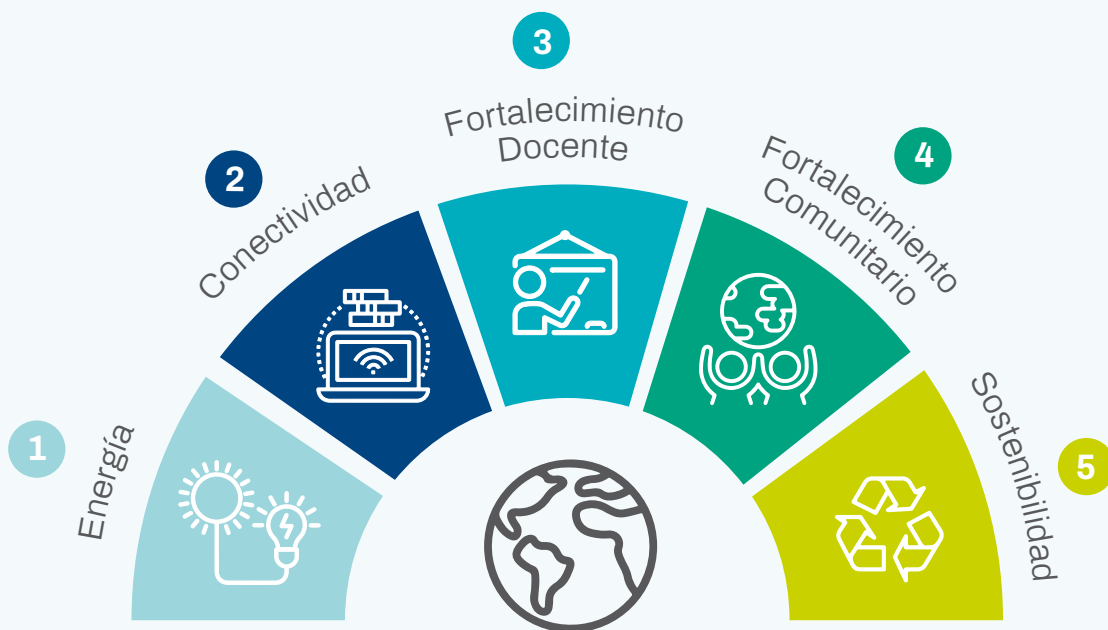 1
Energía
2
Conectividad
3
Fortalecimiento
Docente
4
Fortalecimiento
Comunitario
5
Sostenibilidad